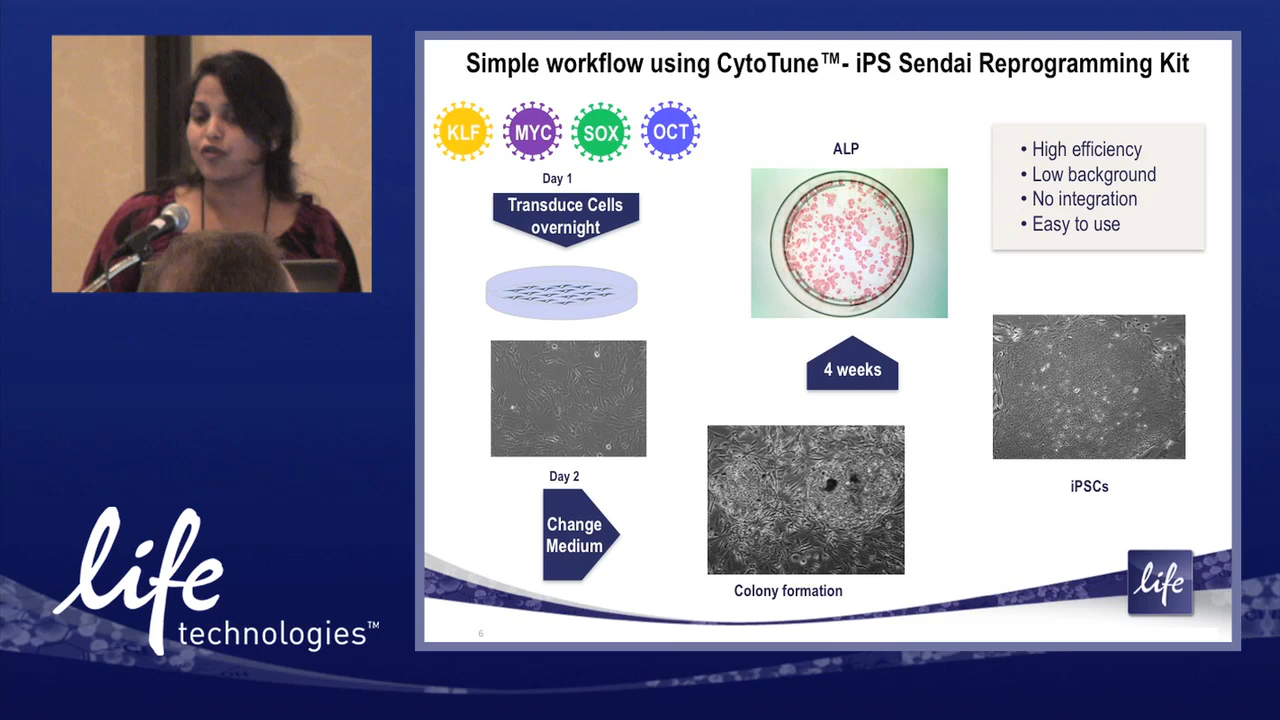 Simple workflow using CytoTune™- iPS Sendai Reprogramming Kit
KLF
MYC
SOX
OCT
Day 1
Transduce Cells
overnight
Day 2
Change
Medium
Colony formation
4 weeks
ALP
• High efficiency
• Low background
• No integration
• Easy to use
iPSCs
life
6
life
technologies™